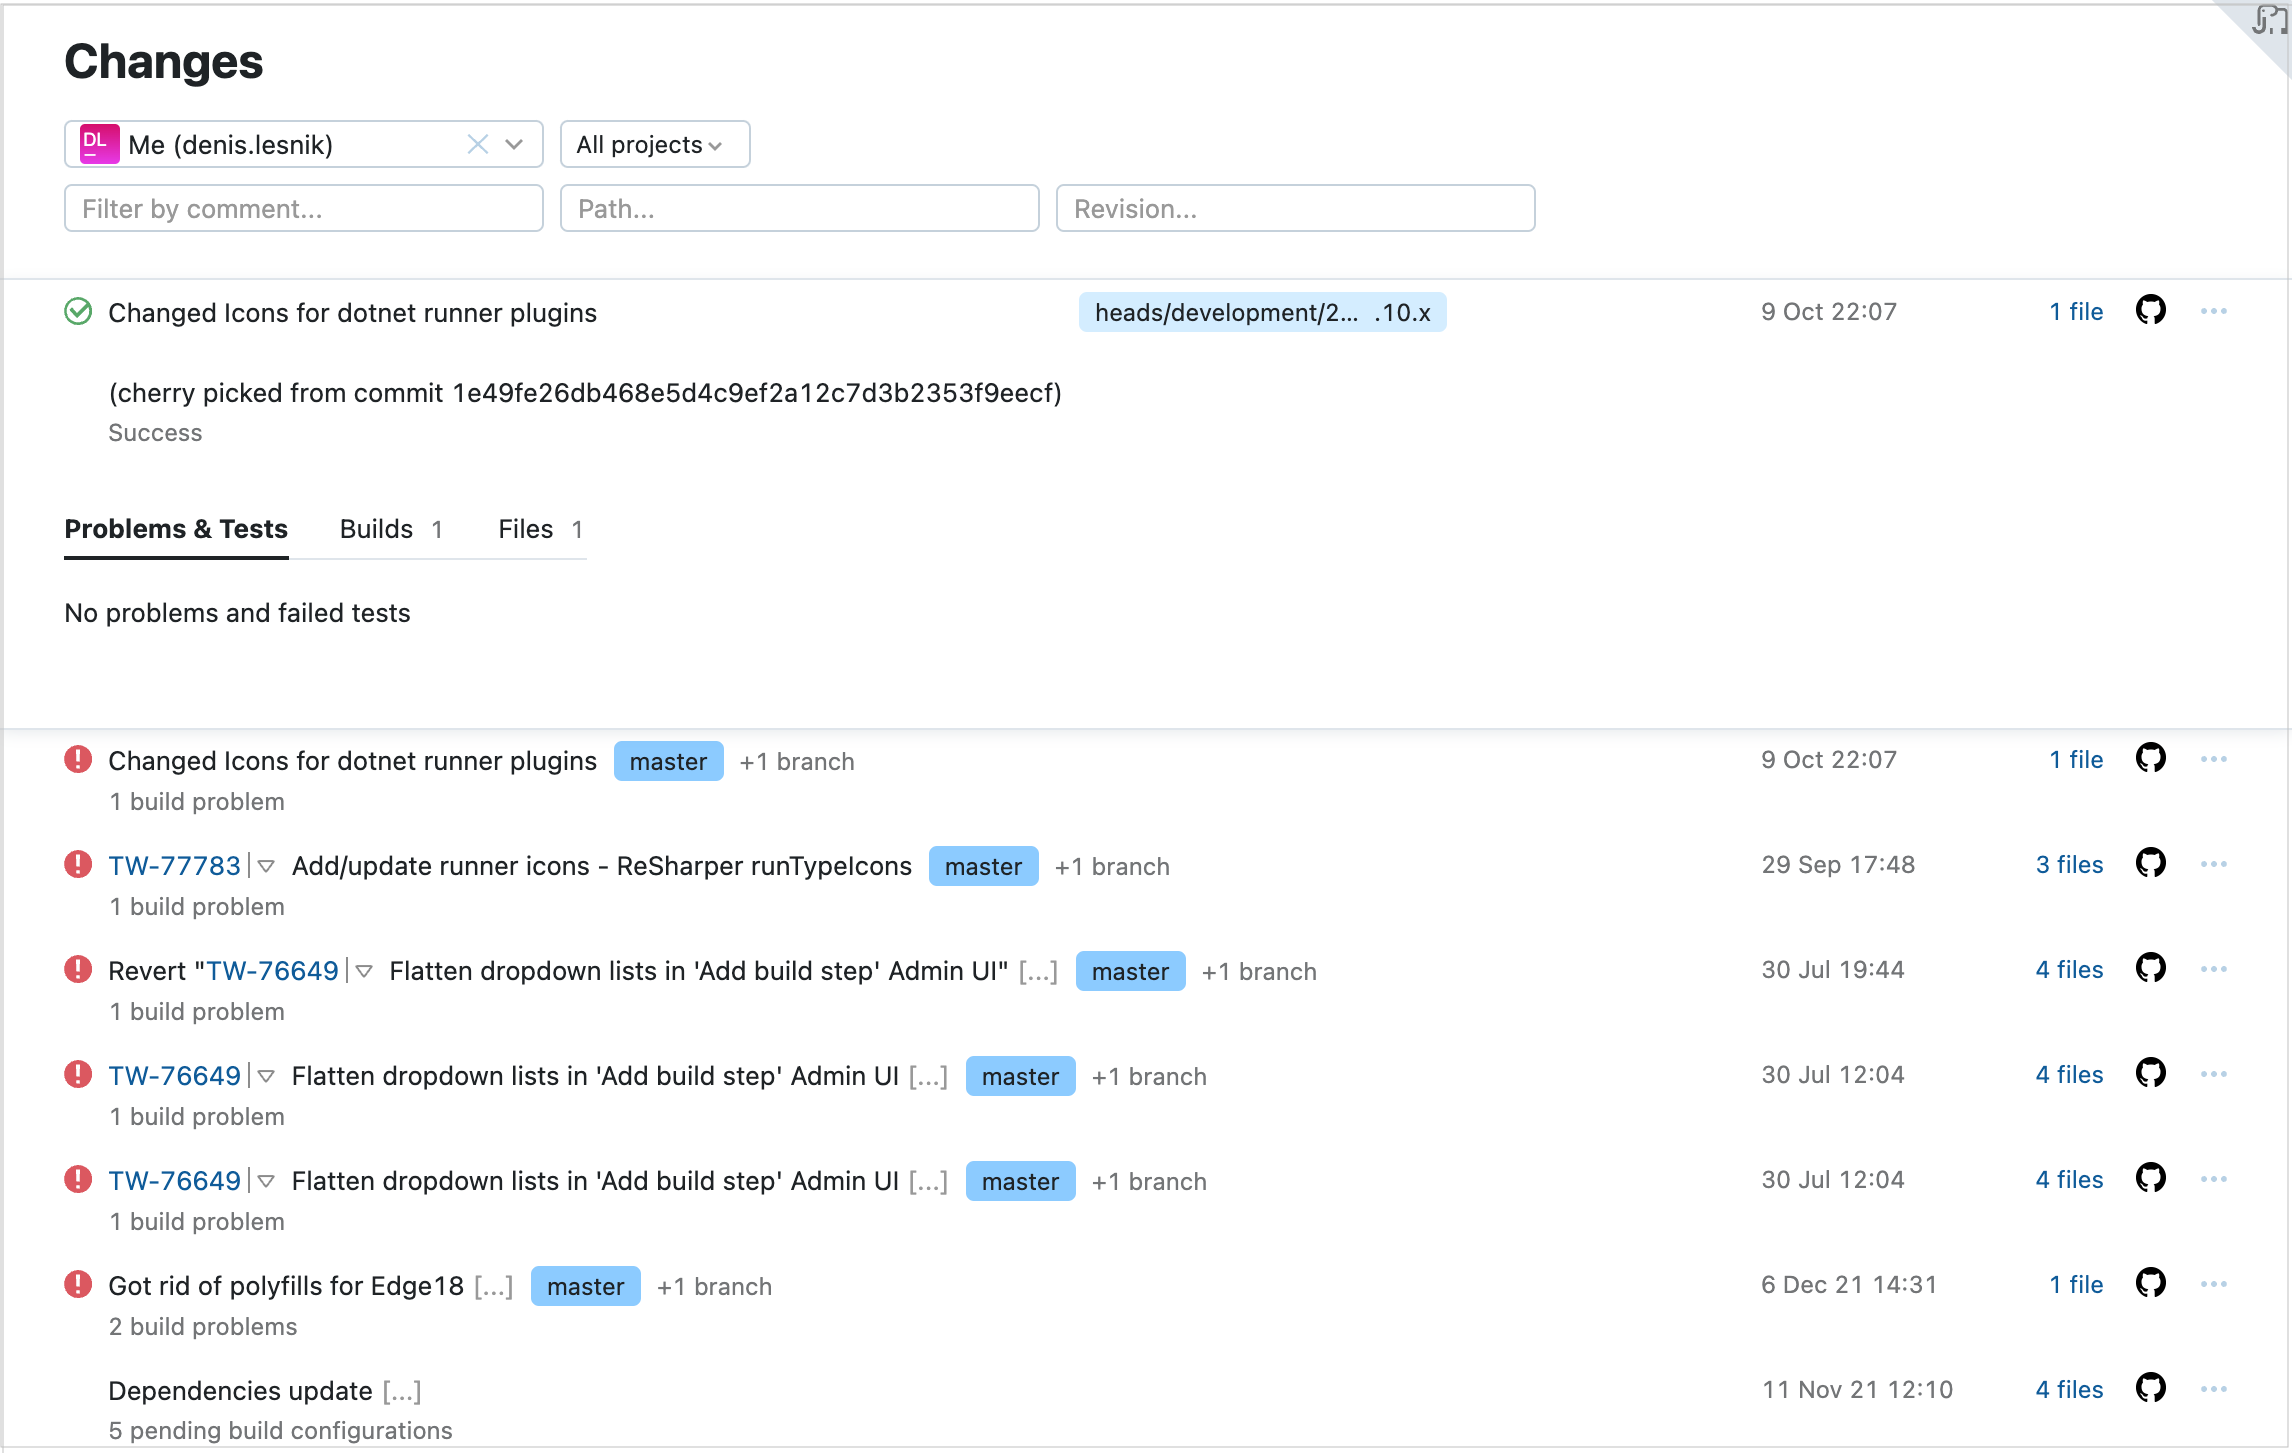 Changes
DL Me (denis.lesnik) All projects
Filter by comment... Path... Revision...
Changed Icons for dotnet runner plugins heads/development/2... .10.x 9 Oct 22:07 1 file
(cherry picked from commit 1e49fe26db468e5d4c9ef2a12c7d3b2353f9eecf)
Success
Problems & Tests Builds 1 Files 1
No problems and failed tests
Changed Icons for dotnet runner plugins master +1 branch 9 Oct 22:07 1 file
1 build problem
TW-77783 Add/update runner icons - ReSharper runTypeIcons master +1 branch 29 Sep 17:48 3 files
1 build problem
Revert "TW-76649 Flatten dropdown lists in 'Add build step' Admin UI" [...] master +1 branch 30 Jul 19:44 4 files
1 build problem
TW-76649 Flatten dropdown lists in 'Add build step' Admin UI [...] master +1 branch 30 Jul 12:04 4 files
1 build problem
TW-76649 Flatten dropdown lists in 'Add build step' Admin UI [...] master +1 branch 30 Jul 12:04 4 files
1 build problem
Got rid of polyfills for Edge18 [...] master +1 branch 6 Dec 21 14:31 1 file
2 build problems
Dependencies update [...] 11 Nov 21 12:10 4 files
5 pending build configurations